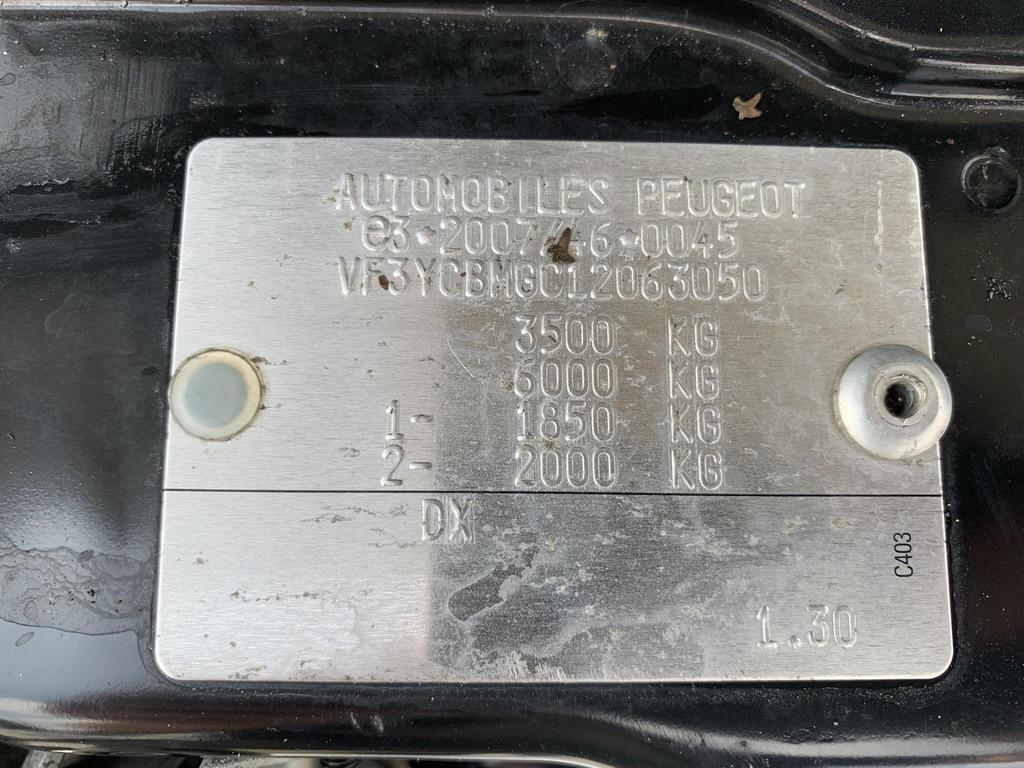 AUTOMOBILES PEUGEOT
e3*2007/46*0045
VF3YCBMGC12063050
3500 KG
6000 KG
1- 1850 KG
2- 2000 KG
DX
C403
1.30